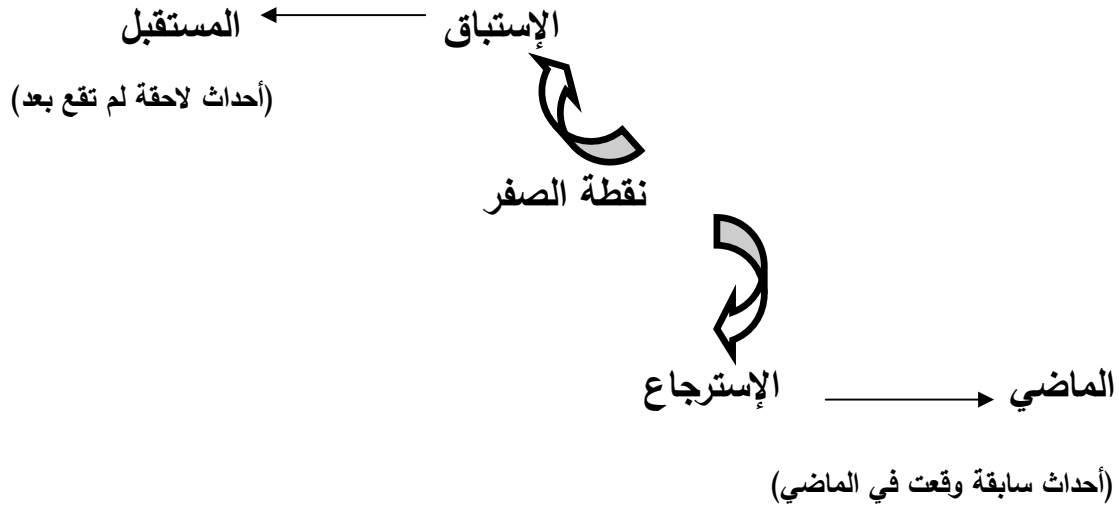 الإستباق المستقبل
(أحداث لاحقة لم تقع بعد)
نقطة الصفر
الإسترجاع الماضي
(أحداث سابقة وقعت في الماضي)